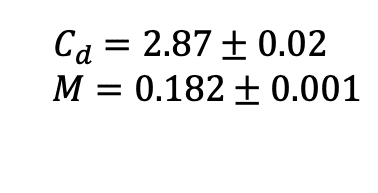 C_d = 2.87 ± 0.02
M = 0.182 ± 0.001